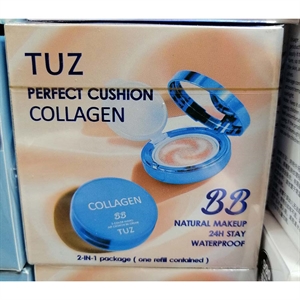 TUZ
PERFECT CUSHION
COLLAGEN
COLLAGEN
BB
TUZ
BB
NATURAL MAKEUP
24H STAY
WATERPROOF
2-IN-1 package ( one refill contained )